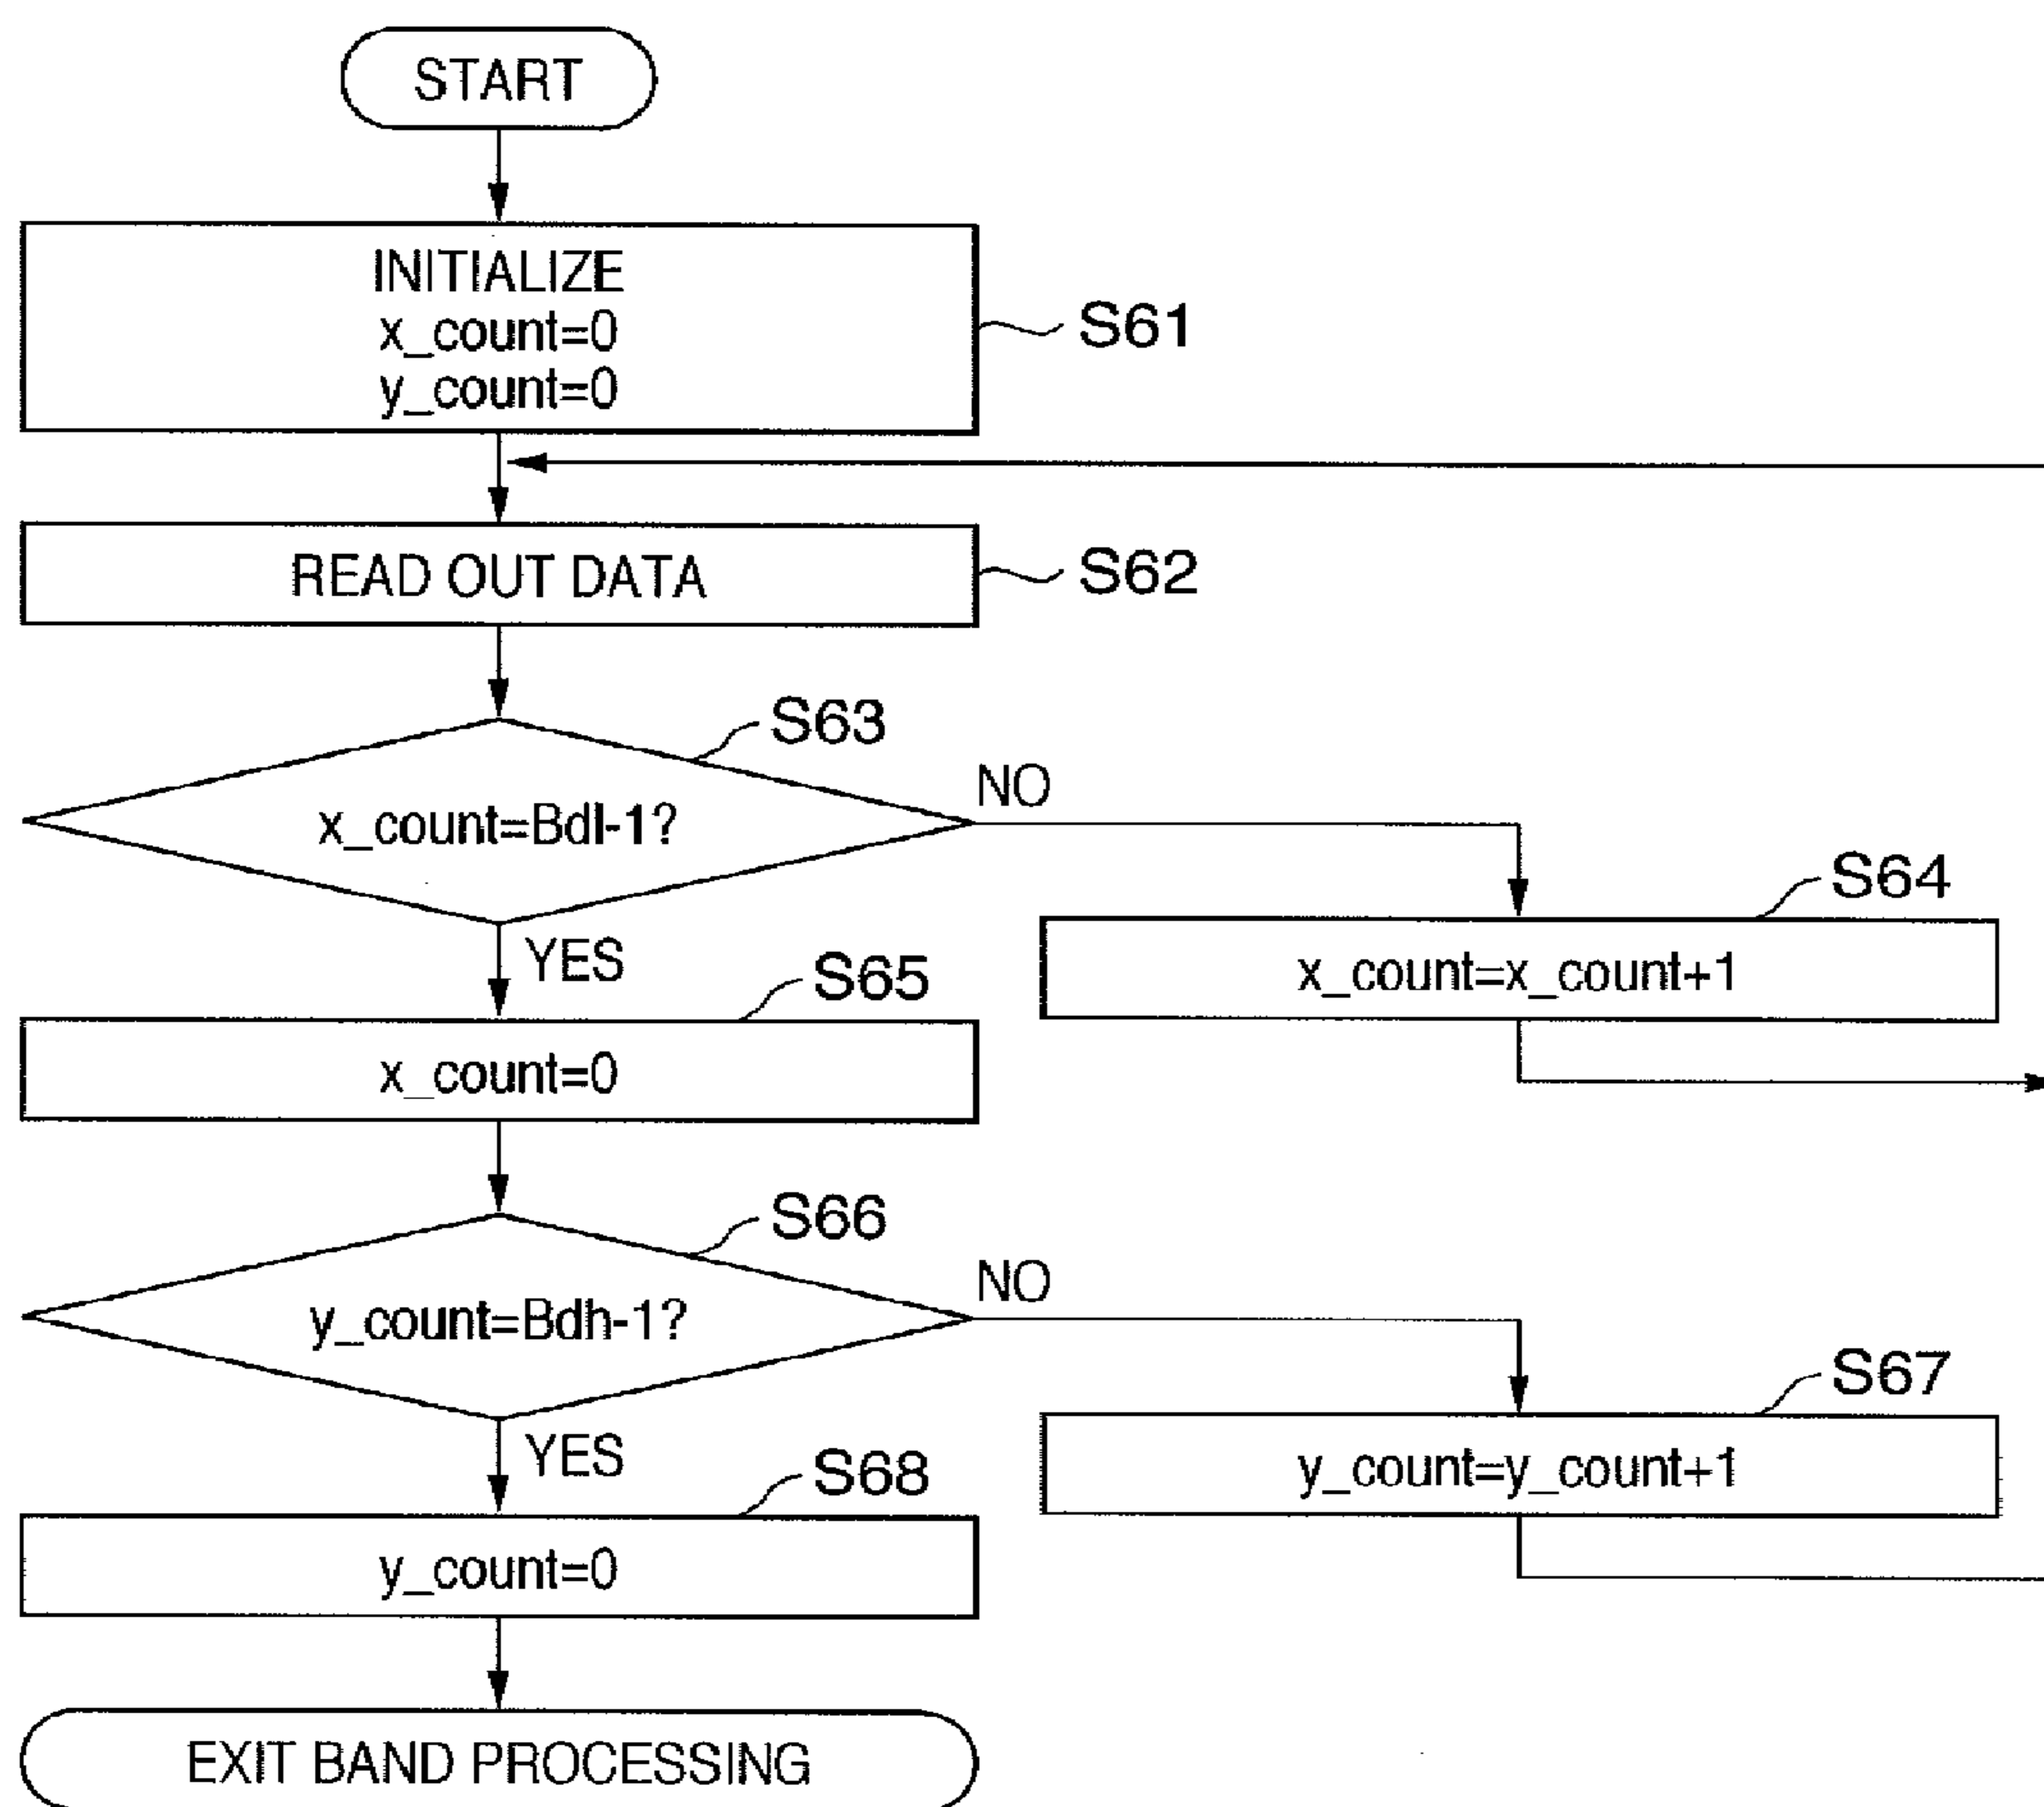 START
INITIALIZE
x_count=0
y_count=0
S61
READ OUT DATA
S62
S63
x_count=Bdl-1?
NO
YES
S64
x_count=x_count+1
S65
x_count=0
S66
y_count=Bdh-1?
NO
YES
S67
y_count=y_count+1
S68
y_count=0
EXIT BAND PROCESSING